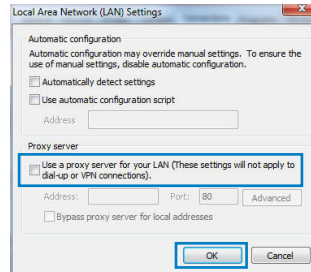 Local Area Network (LAN) Settings
Automatic configuration
Automatic configuration may override manual settings. To ensure the
use of manual settings, disable automatic configuration.
Automatically detect settings
Use automatic configuration script
Address
Proxy server
Use a proxy server for your LAN (These settings will not apply to
dial-up or VPN connections).
Address: Port: 80 Advanced
Bypass proxy server for local addresses
OK Cancel